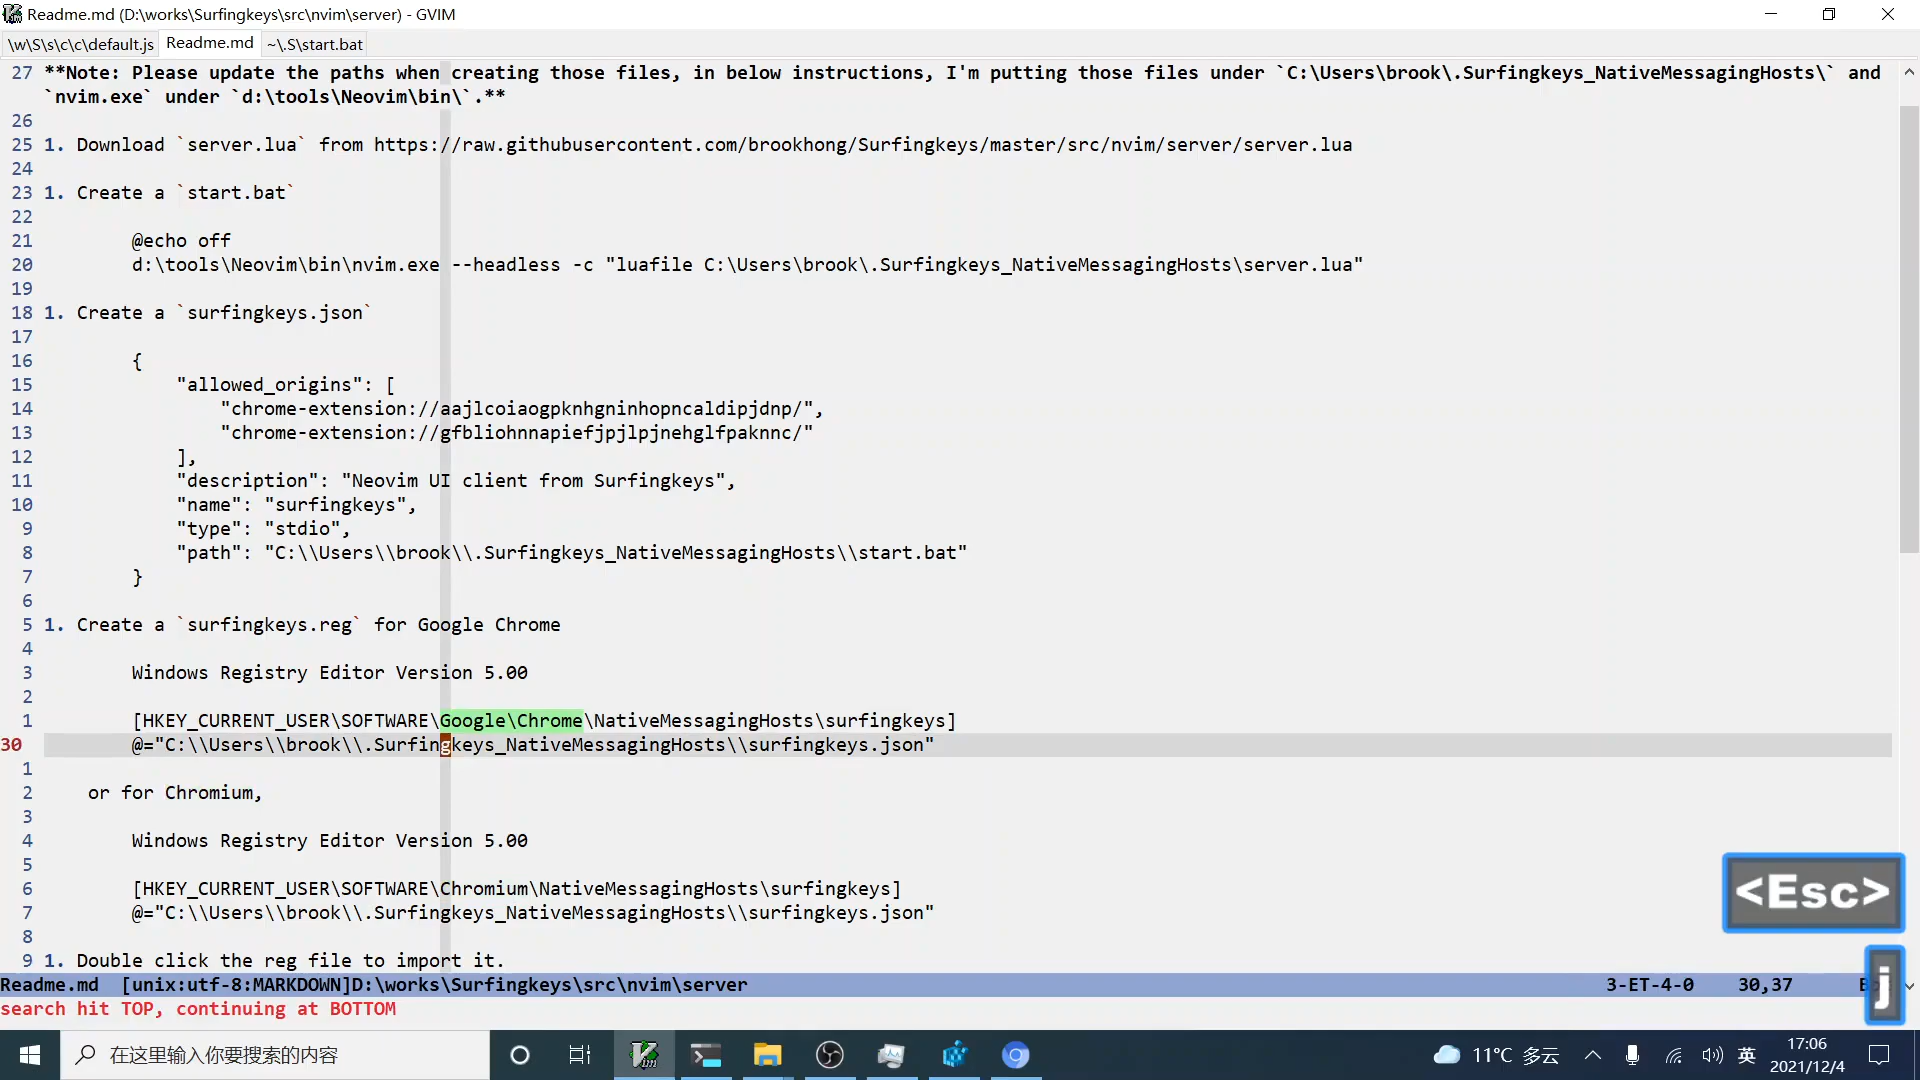 Readme.md (D:\works\Surfingkeys\src\nvim\server) - GVIM
\w\S\s\c\c\default.js Readme.md ~\.S\start.bat
27 **Note: Please update the paths when creating those files, in below instructions, I'm putting those files under `C:\Users\brook\.Surfingkeys_NativeMessagingHosts\` and
`nvim.exe` under `d:\tools\Neovim\bin\`.**
26
25 1. Download `server.lua` from https://raw.githubusercontent.com/brookhong/Surfingkeys/master/src/nvim/server/server.lua
24
23 1. Create a `start.bat`
22
21 @echo off
20 d:\tools\Neovim\bin\nvim.exe --headless -c "luafile C:\Users\brook\.Surfingkeys_NativeMessagingHosts\server.lua"
19
18 1. Create a `surfingkeys.json`
17
16 {
15 "allowed_origins": [
14 "chrome-extension://aajlcoiaogpknhgninhopncaldipjdnp/",
13 "chrome-extension://gfbliohnnapiefjpjlpjnehglfpaknnc/"
12 ],
11 "description": "Neovim UI client from Surfingkeys",
10 "name": "surfingkeys",
9 "type": "stdio",
8 "path": "C:\\Users\\brook\\.Surfingkeys_NativeMessagingHosts\\start.bat"
7 }
6
5 1. Create a `surfingkeys.reg` for Google Chrome
4
3 Windows Registry Editor Version 5.00
2
1 [HKEY_CURRENT_USER\SOFTWARE\Google\Chrome\NativeMessagingHosts\surfingkeys]
30 @="C:\\Users\\brook\\.Surfingkeys_NativeMessagingHosts\\surfingkeys.json"
1
2 or for Chromium,
3
4 Windows Registry Editor Version 5.00
5
6 [HKEY_CURRENT_USER\SOFTWARE\Chromium\NativeMessagingHosts\surfingkeys]
7 @="C:\\Users\\brook\\.Surfingkeys_NativeMessagingHosts\\surfingkeys.json"
8
<Esc>
9 1. Double click the reg file to import it.
Readme.md [unix:utf-8:MARKDOWN]D:\works\Surfingkeys\src\nvim\server 3-ET-4-0 30,37
j
search hit TOP, continuing at BOTTOM
在这里输入你要搜索的内容
11°C 多云
英
17:06
2021/12/4